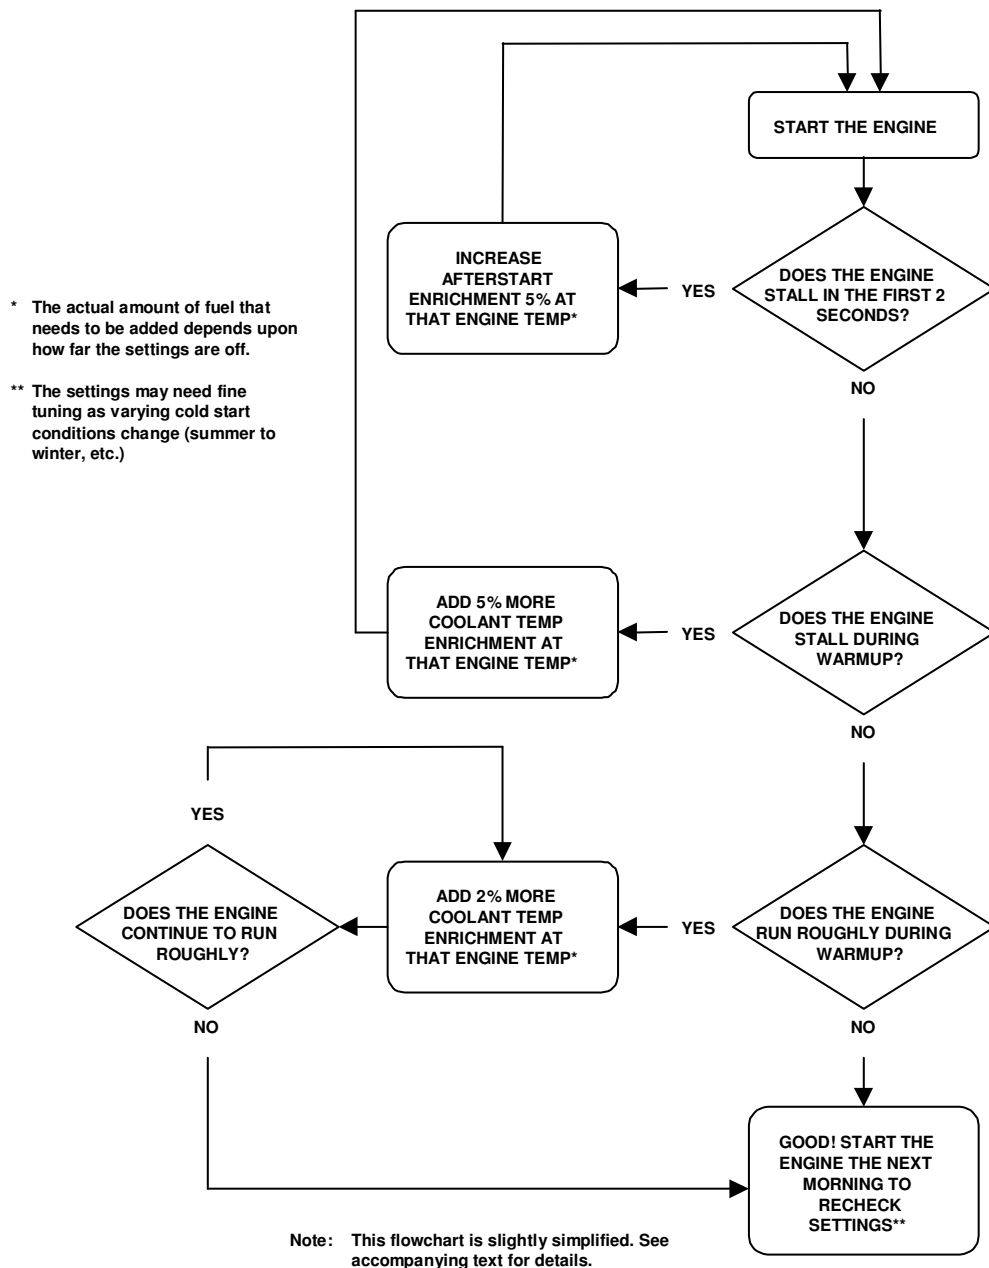 START THE ENGINE
DOES THE ENGINE
STALL IN THE FIRST 2
SECONDS?
YES
INCREASE
AFTERSTART
ENRICHMENT 5% AT
THAT ENGINE TEMP*
NO
* The actual amount of fuel that
needs to be added depends upon
how far the settings are off.
** The settings may need fine
tuning as varying cold start
conditions change (summer to
winter, etc.)
DOES THE ENGINE
STALL DURING
WARMUP?
YES
ADD 5% MORE
COOLANT TEMP
ENRICHMENT AT
THAT ENGINE TEMP*
NO
DOES THE ENGINE
RUN ROUGHLY DURING
WARMUP?
YES
ADD 2% MORE
COOLANT TEMP
ENRICHMENT AT
THAT ENGINE TEMP*
DOES THE ENGINE
CONTINUE TO RUN
ROUGHLY?
YES
NO
NO
GOOD! START THE
ENGINE THE NEXT
MORNING TO
RECHECK
SETTINGS**
Note: This flowchart is slightly simplified. See
accompanying text for details.